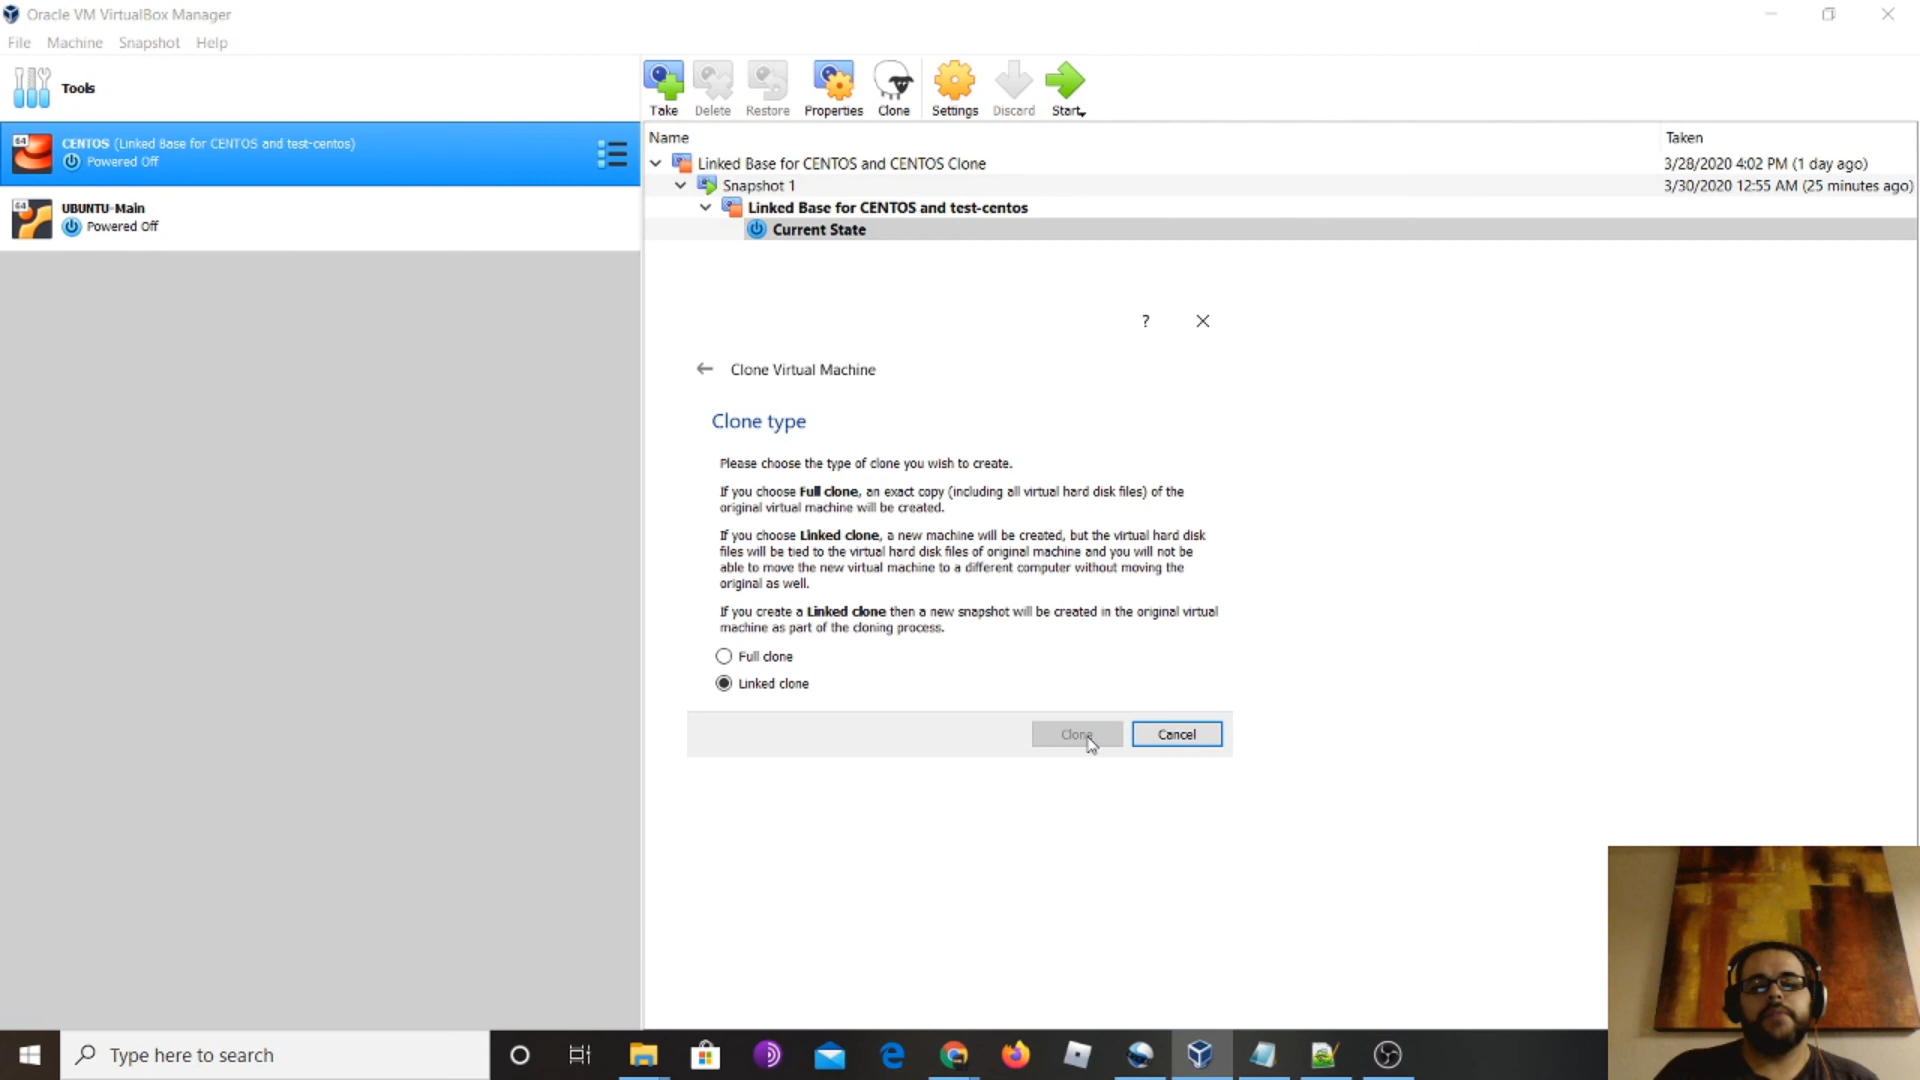 Oracle VM VirtualBox Manager
File Machine Snapshot Help
Tools
64 CENTOS (Linked Base for CENTOS and test-centos)
Powered Off
64 UBUNTU-Main
Powered Off
Take Delete Restore Properties Clone Settings Discard Start
Name Taken
Linked Base for CENTOS and CENTOS Clone 3/28/2020 4:02 PM (1 day ago)
Snapshot 1 3/30/2020 12:55 AM (25 minutes ago)
Linked Base for CENTOS and test-centos
Current State
?
Clone Virtual Machine
Clone type
Please choose the type of clone you wish to create.
If you choose Full clone, an exact copy (including all virtual hard disk files) of the
original virtual machine will be created.
If you choose Linked clone, a new machine will be created, but the virtual hard disk
files will be tied to the virtual hard disk files of original machine and you will not be
able to move the new virtual machine to a different computer without moving the
original as well.
If you create a Linked clone then a new snapshot will be created in the original virtual
machine as part of the cloning process.
Full clone
Linked clone
Clone Cancel
Type here to search